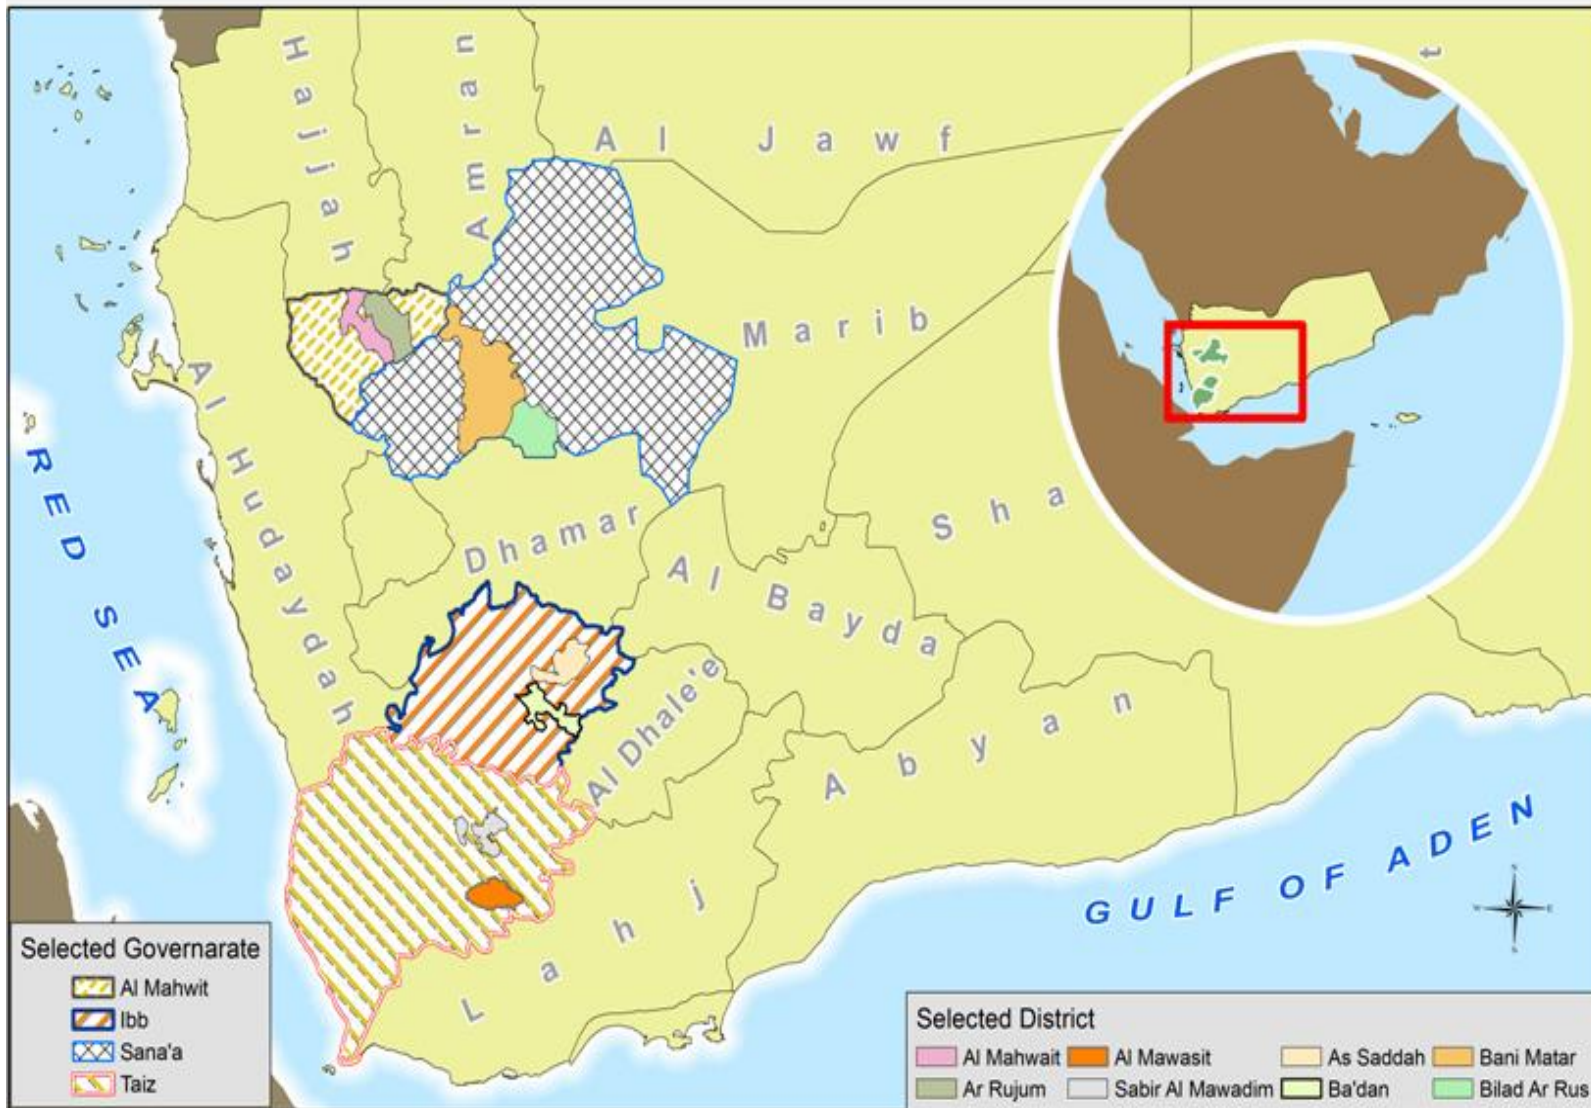 Hajjah
Amran
Al Jawf
t
Marib
Al Hudaydah
RED SEA
Dhamar
Sha
Al Bayda
Al Dhale'e
Abyan
Lahj
GULF OF ADEN
Selected Governarate
Al Mahwit
Ibb
Sana'a
Taiz
Selected District
Al Mahwait Al Mawasit As Saddah Bani Matar
Ar Rujum Sabir Al Mawadim Ba'dan Bilad Ar Rus